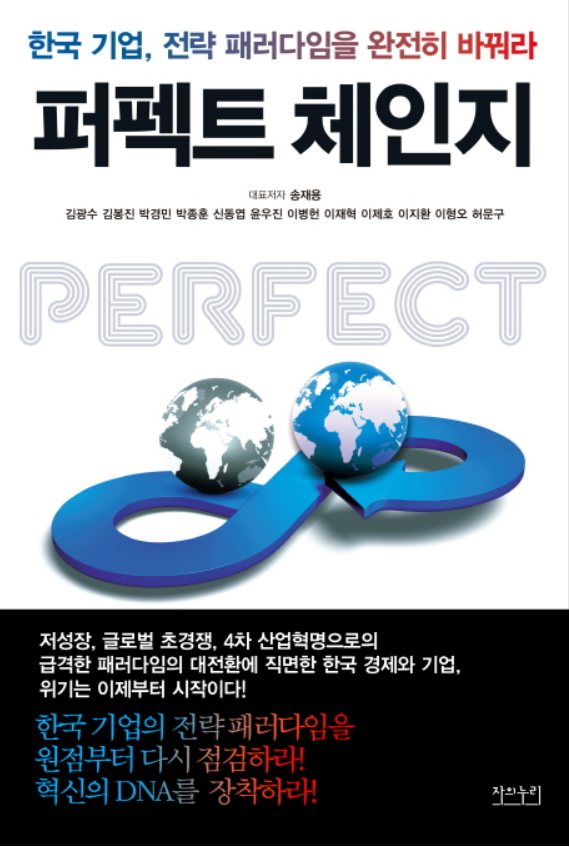 한국 기업, 전략 패러다임을 완전히 바꿔라
퍼펙트 체인지
대표저자 송재용
김광수 김봉진 박경민 박종훈 신동엽 윤우진 이병헌 이재혁 이제호 이지환 이형오 허문구
PERFECT
저성장, 글로벌 초경쟁, 4차 산업혁명으로의
급격한 패러다임의 대전환에 직면한 한국 경제와 기업,
위기는 이제부터 시작이다!
한국 기업의 전략 패러다임을
원점부터 다시 점검하라!
혁신의 DNA를 장착하라!
자의누리